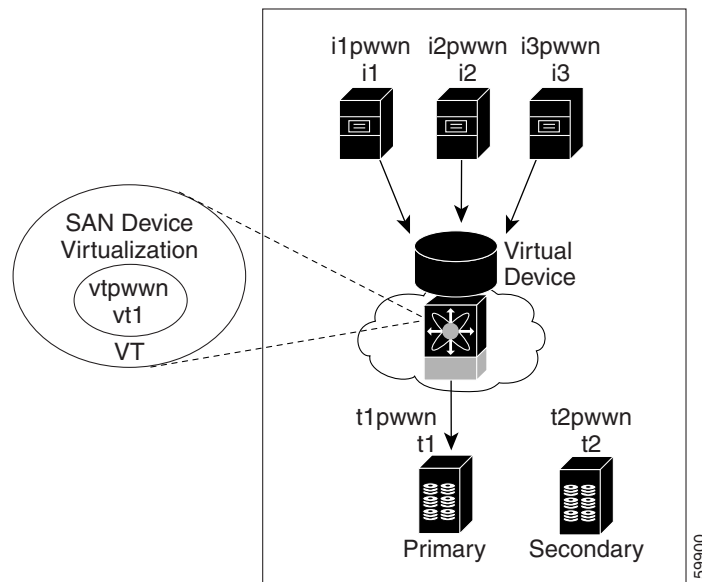 i1pwwn i2pwwn i3pwwn
i1 i2 i3
SAN Device
Virtualization
vtpwwn
vt1
VT
Virtual
Device
t1pwwn
t1
t2pwwn
t2
Primary
Secondary
59900